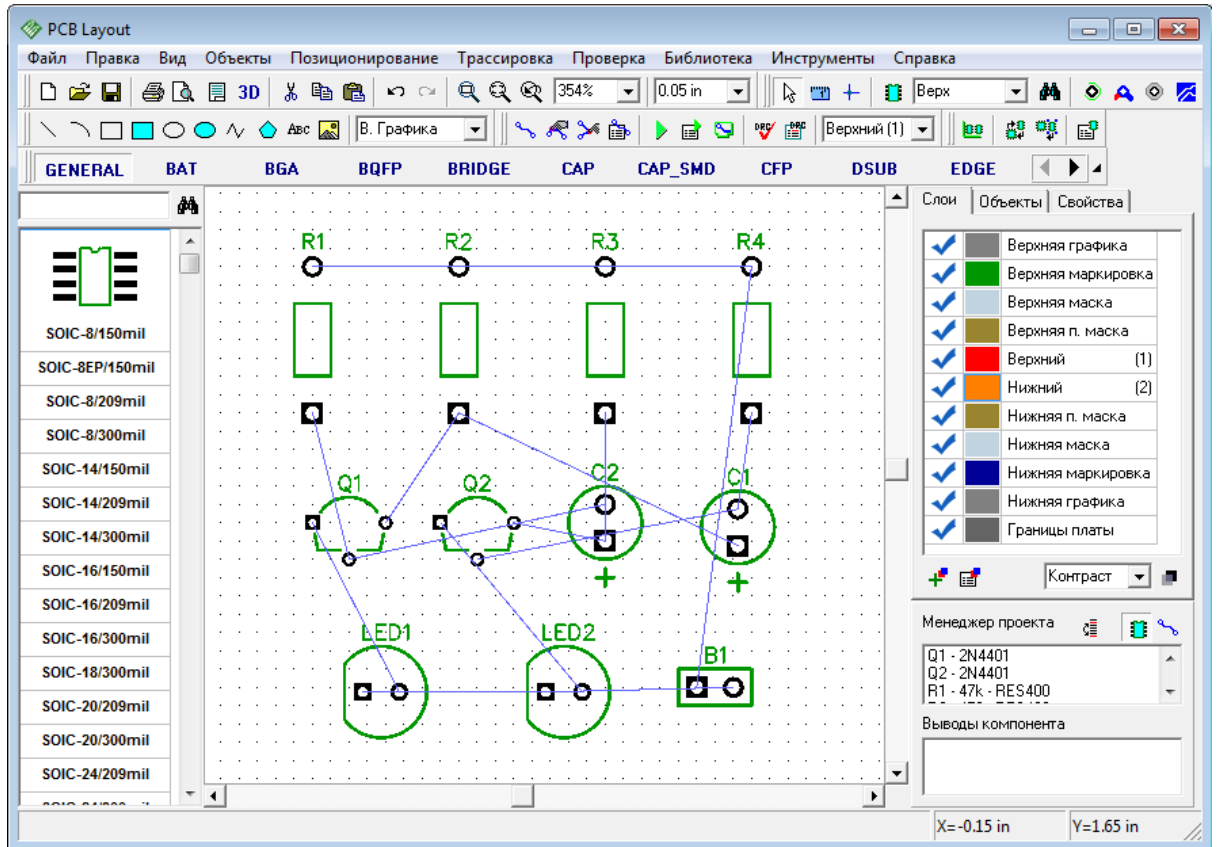 PCB Layout
Файл Правка Вид Объекты Позиционирование Трассировка Проверка Библиотека Инструменты Справка
3D 354% 0.05 in Верх
ABC В. Графика DRC DRC Верхний (1)
GENERAL BAT BGA BQFP BRIDGE CAP CAP_SMD CFP DSUB EDGE
SOIC-8/150mil
SOIC-8EP/150mil
SOIC-8/209mil
SOIC-8/300mil
SOIC-14/150mil
SOIC-14/209mil
SOIC-14/300mil
SOIC-16/150mil
SOIC-16/209mil
SOIC-16/300mil
SOIC-18/300mil
SOIC-20/209mil
SOIC-20/300mil
SOIC-24/209mil
R1 R2 R3 R4
Q1 Q2 C2 C1
+ +
LED1 LED2 B1
Слои Объекты Свойства
Верхняя графика
Верхняя маркировка
Верхняя маска
Верхняя п. маска
Верхний (1)
Нижний (2)
Нижняя п. маска
Нижняя маска
Нижняя маркировка
Нижняя графика
Границы платы
Контраст
Менеджер проекта
Q1 - 2N4401
Q2 - 2N4401
R1 - 47k - RES400
Выводы компонента
X=-0.15 in Y=1.65 in